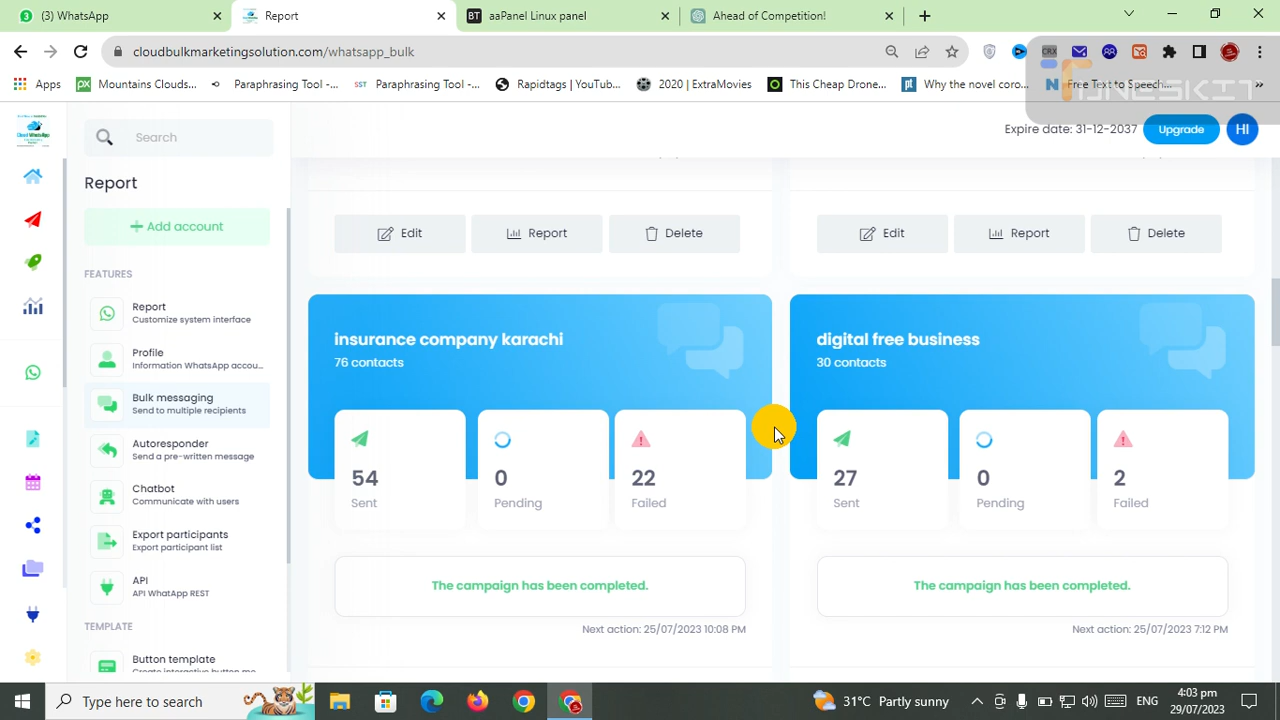 (3) WhatsApp
Report
aaPanel Linux panel
Ahead of Competition!
cloudbulkmarketingsolution.com/whatsapp_bulk
Apps
Mountains Clouds...
Paraphrasing Tool -...
SST
Paraphrasing Tool -...
Rapidtags | YouTub...
2020 | ExtraMovies
This Cheap Drone...
Why the novel coro...
Free Text to Speech...
»
Search
Expire date: 31-12-2037
Upgrade
HI
Report
Add account
FEATURES
Report
Customize system interface
Profile
Information WhatsApp accou...
Bulk messaging
Send to multiple recipients
Autoresponder
Send a pre-written message
Chatbot
Communicate with users
Export participants
Export participant list
API
API WhatApp REST
TEMPLATE
Button template
Edit
Report
Delete
Edit
Report
Delete
insurance company karachi
76 contacts
54
Sent
0
Pending
22
Failed
The campaign has been completed.
Next action: 25/07/2023 10:08 PM
digital free business
30 contacts
27
Sent
0
Pending
2
Failed
The campaign has been completed.
Next action: 25/07/2023 7:12 PM
Type here to search
31°C Partly sunny
ENG
4:03 pm
29/07/2023